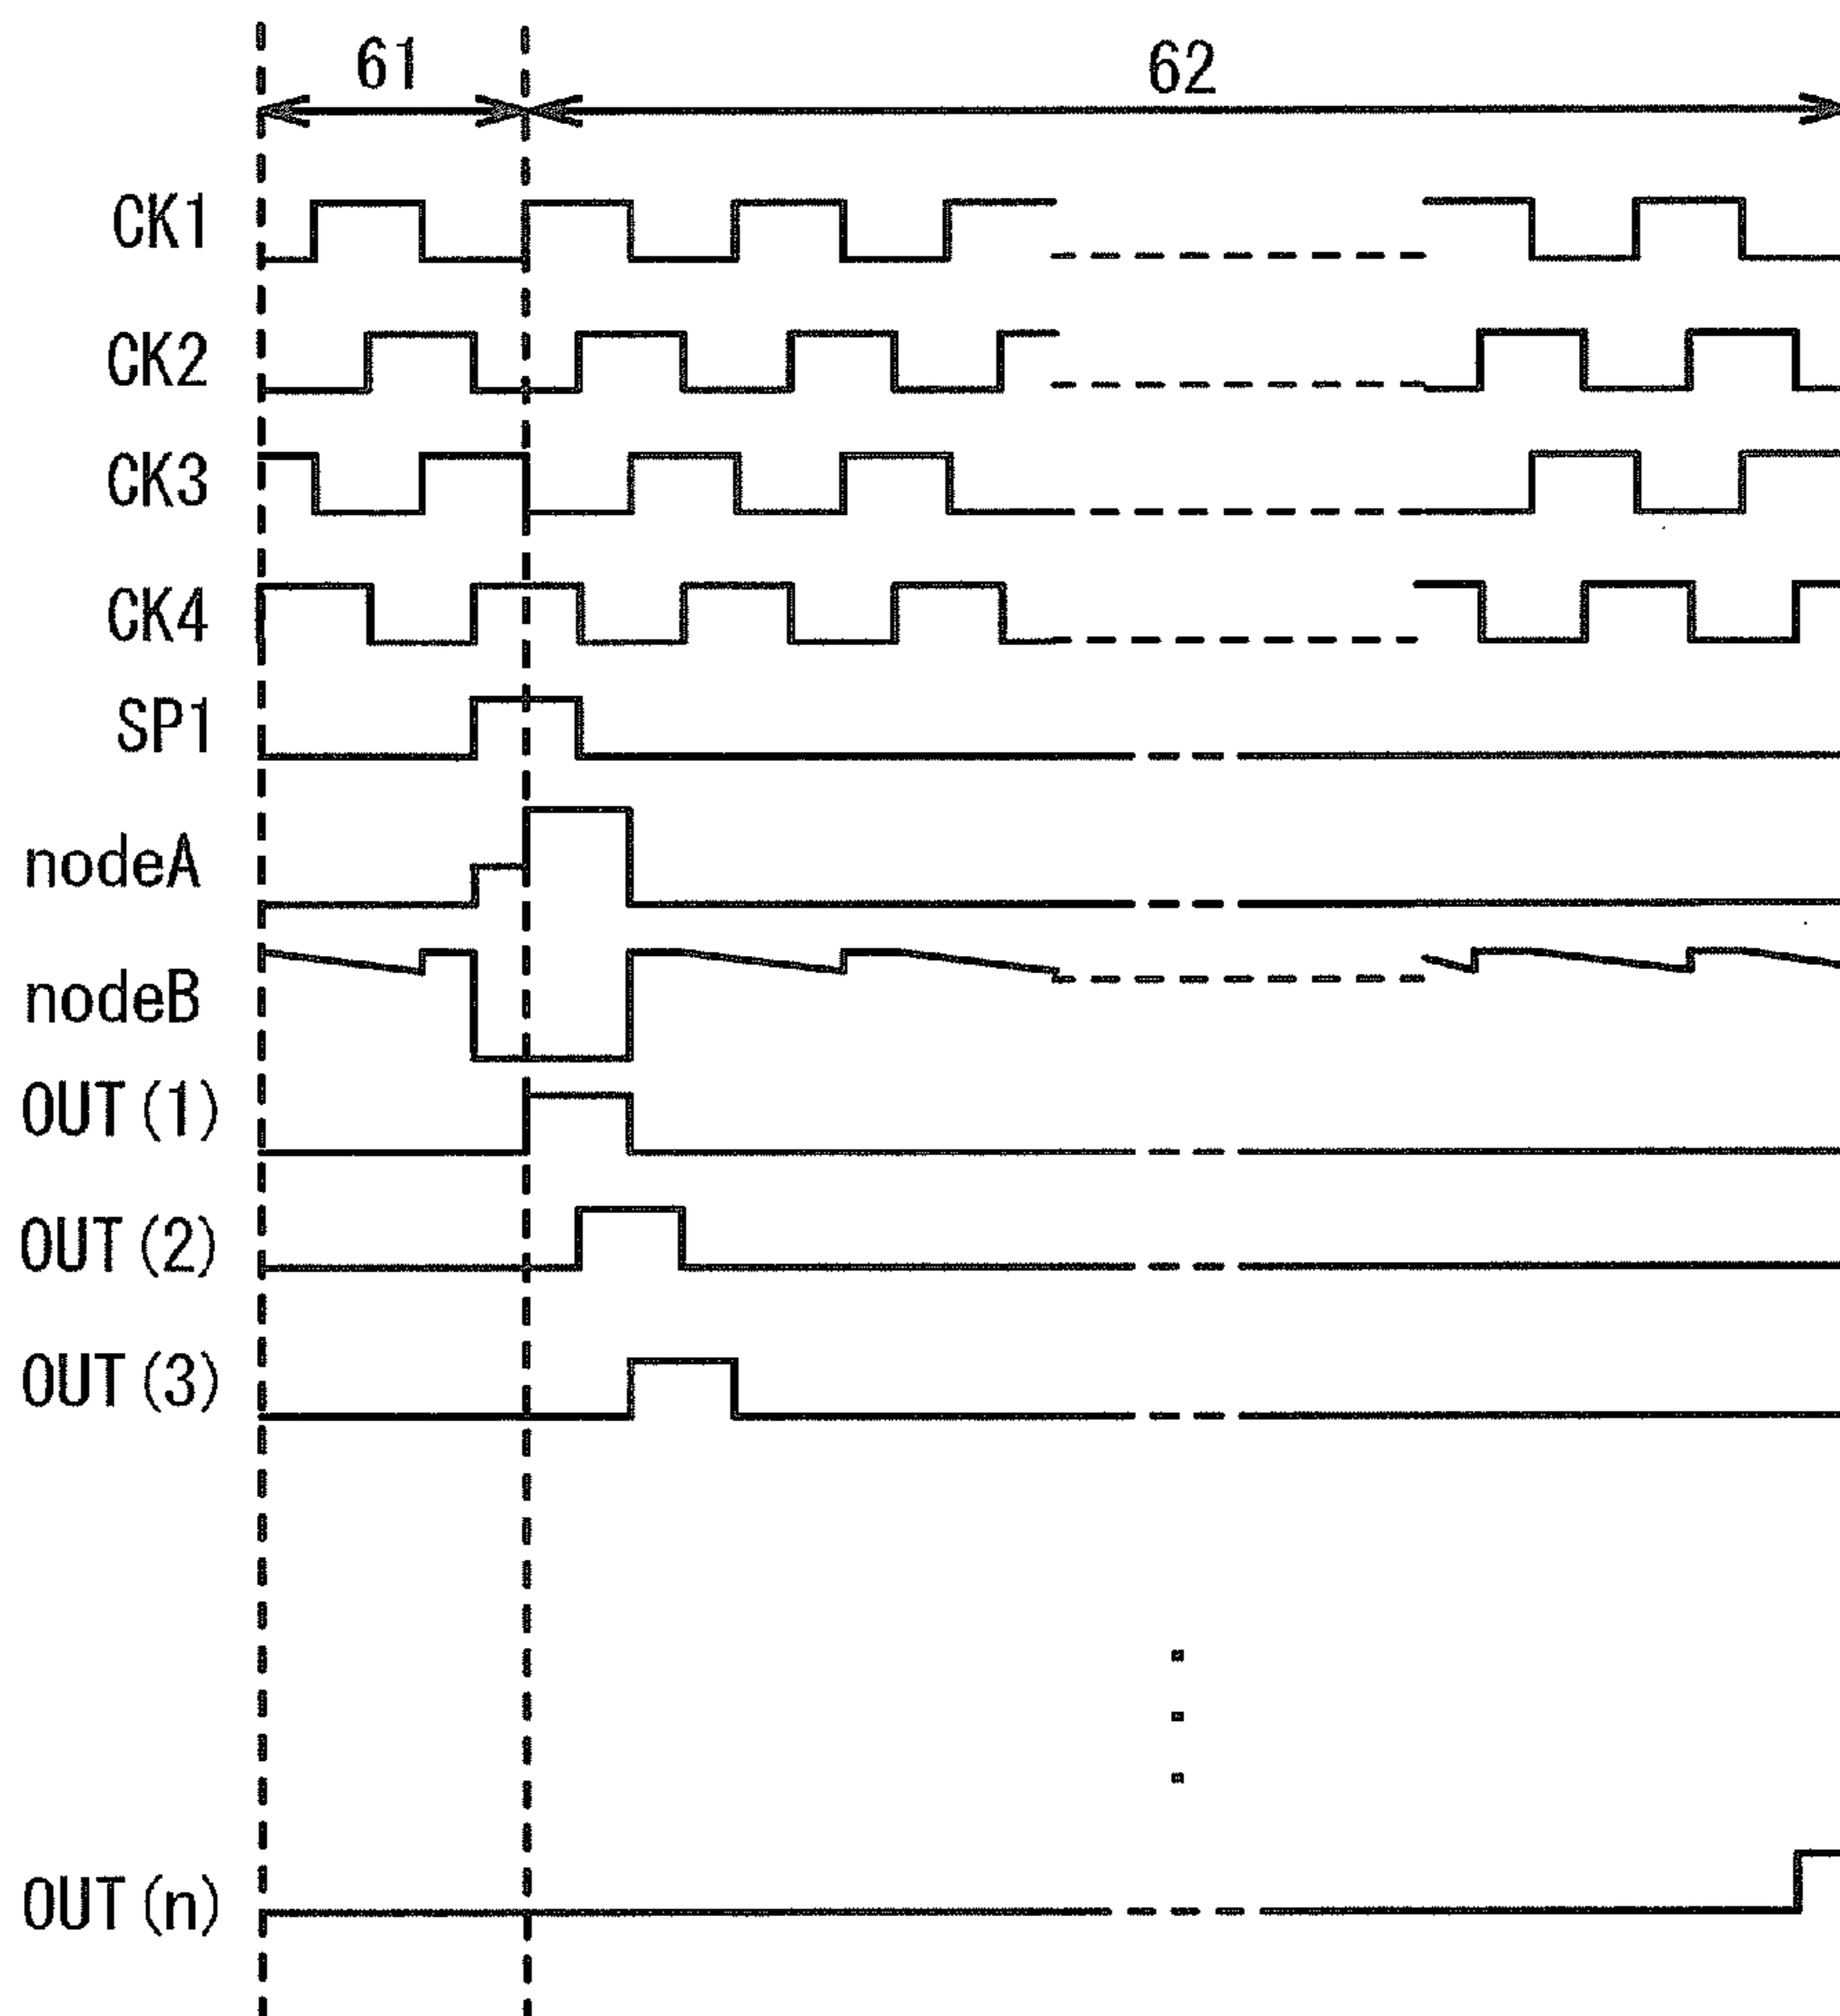 61 62
CK1
CK2
CK3
CK4
SP1
nodeA
nodeB
OUT(1)
OUT(2)
OUT(3)
OUT(n)